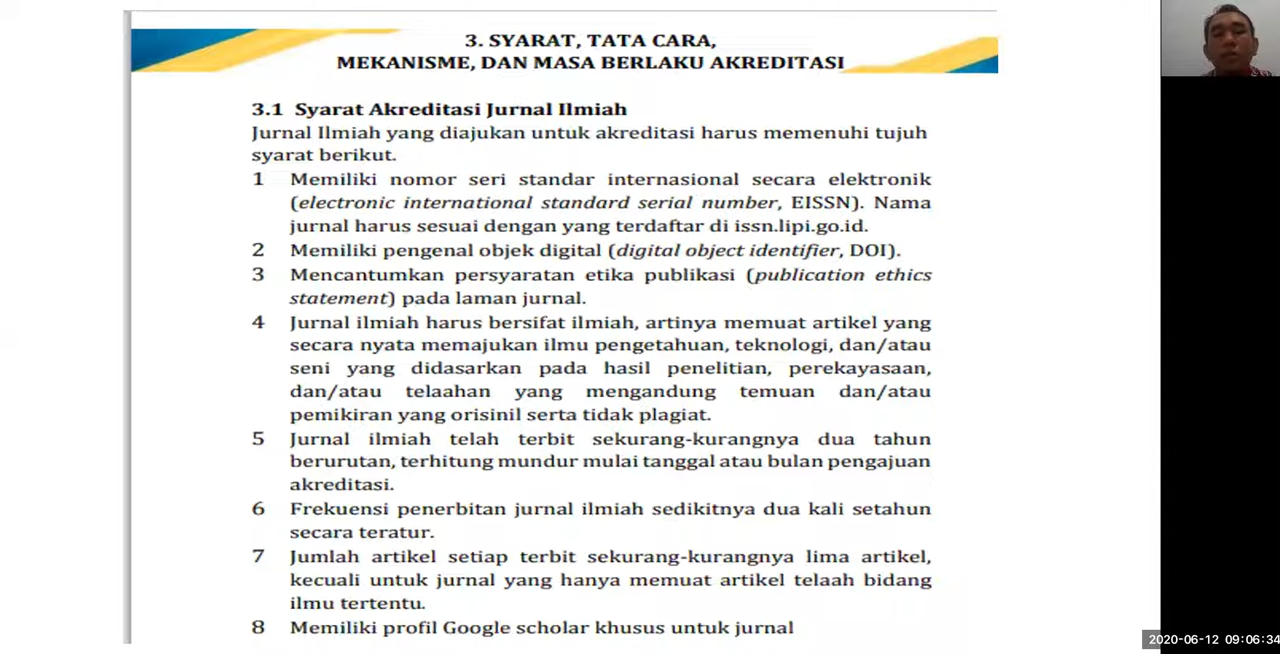 3. SYARAT, TATA CARA,
MEKANISME, DAN MASA BERLAKU AKREDITASI
3.1 Syarat Akreditasi Jurnal Ilmiah
Jurnal Ilmiah yang diajukan untuk akreditasi harus memenuhi tujuh
syarat berikut.
1 Memiliki nomor seri standar internasional secara elektronik
(electronic international standard serial number, EISSN). Nama
jurnal harus sesuai dengan yang terdaftar di issn.lipi.go.id.
2 Memiliki pengenal objek digital (digital object identifier, DOI).
3 Mencantumkan persyaratan etika publikasi (publication ethics
statement) pada laman jurnal.
4 Jurnal ilmiah harus bersifat ilmiah, artinya memuat artikel yang
secara nyata memajukan ilmu pengetahuan, teknologi, dan/atau
seni yang didasarkan pada hasil penelitian, perekayasaan,
dan/atau telaahan yang mengandung temuan dan/atau
pemikiran yang orisinil serta tidak plagiat.
5 Jurnal ilmiah telah terbit sekurang-kurangnya dua tahun
berurutan, terhitung mundur mulai tanggal atau bulan pengajuan
akreditasi.
6 Frekuensi penerbitan jurnal ilmiah sedikitnya dua kali setahun
secara teratur.
7 Jumlah artikel setiap terbit sekurang-kurangnya lima artikel,
kecuali untuk jurnal yang hanya memuat artikel telaah bidang
ilmu tertentu.
8 Memiliki profil Google scholar khusus untuk jurnal
2020-06-12 09:06:34